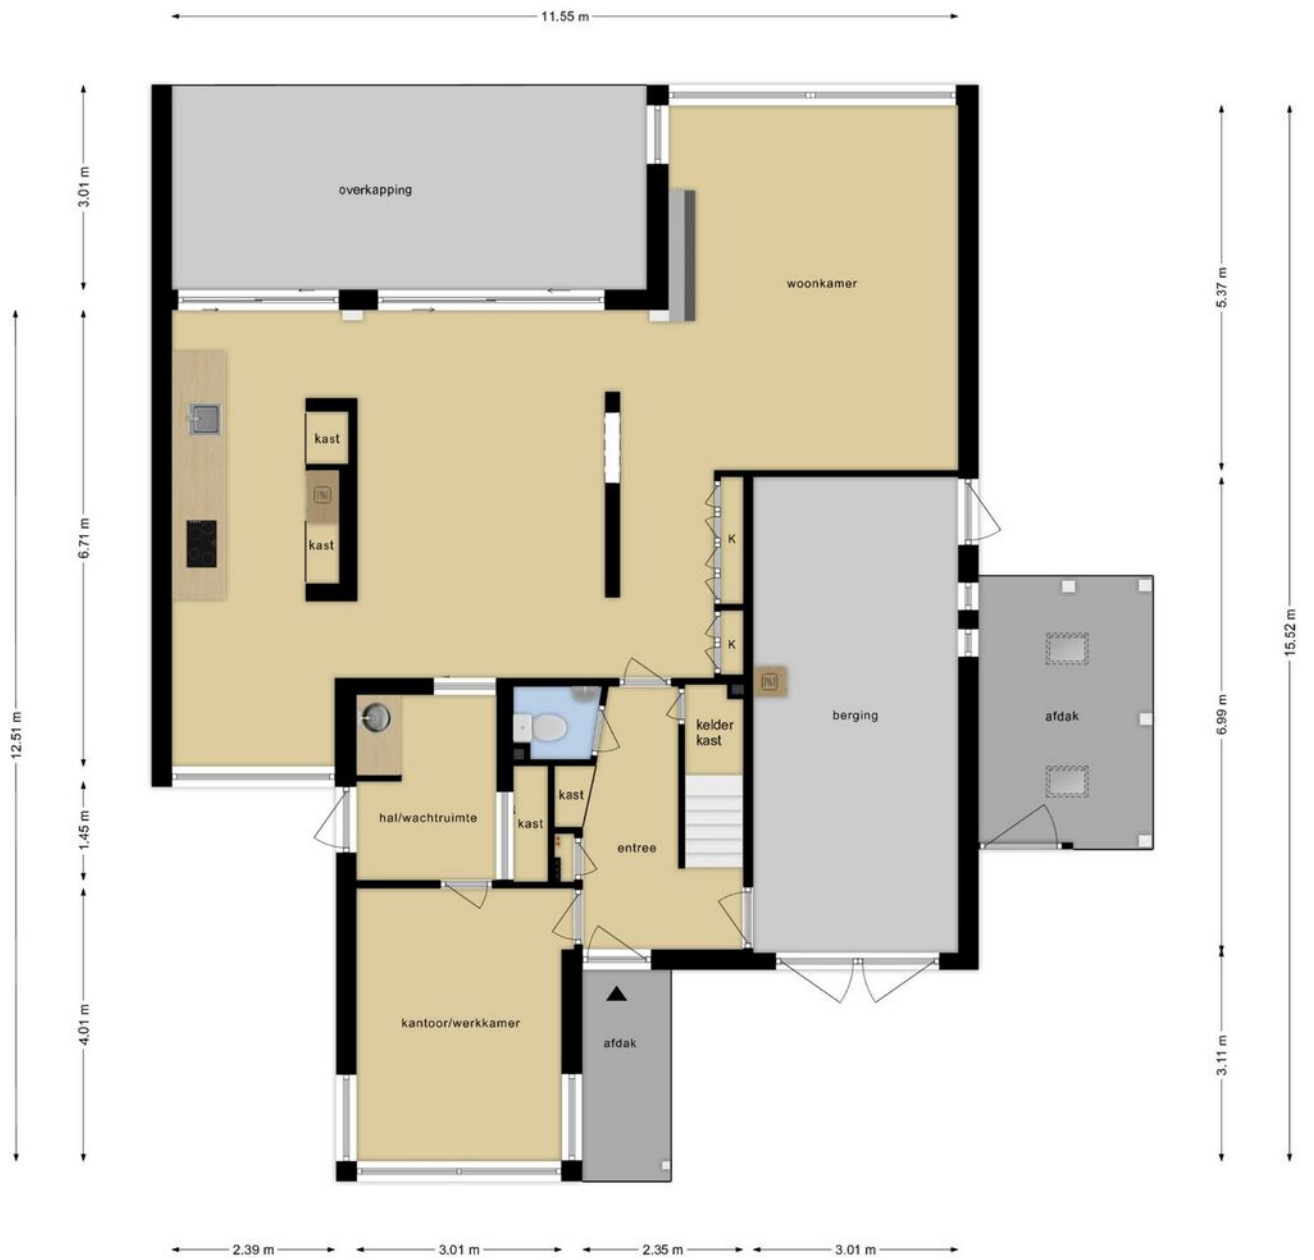 11.55 m
3.01 m
overkapping
woonkamer
5.37 m
kast
kast
K
K
6.71 m
12.51 m
15.52 m
6.99 m
kelder
kast
berging
afdak
hal/wachtruimte
kast
kast
entree
1.45 m
kantoor/werkkamer
afdak
4.01 m
3.11 m
2.39 m
3.01 m
2.35 m
3.01 m